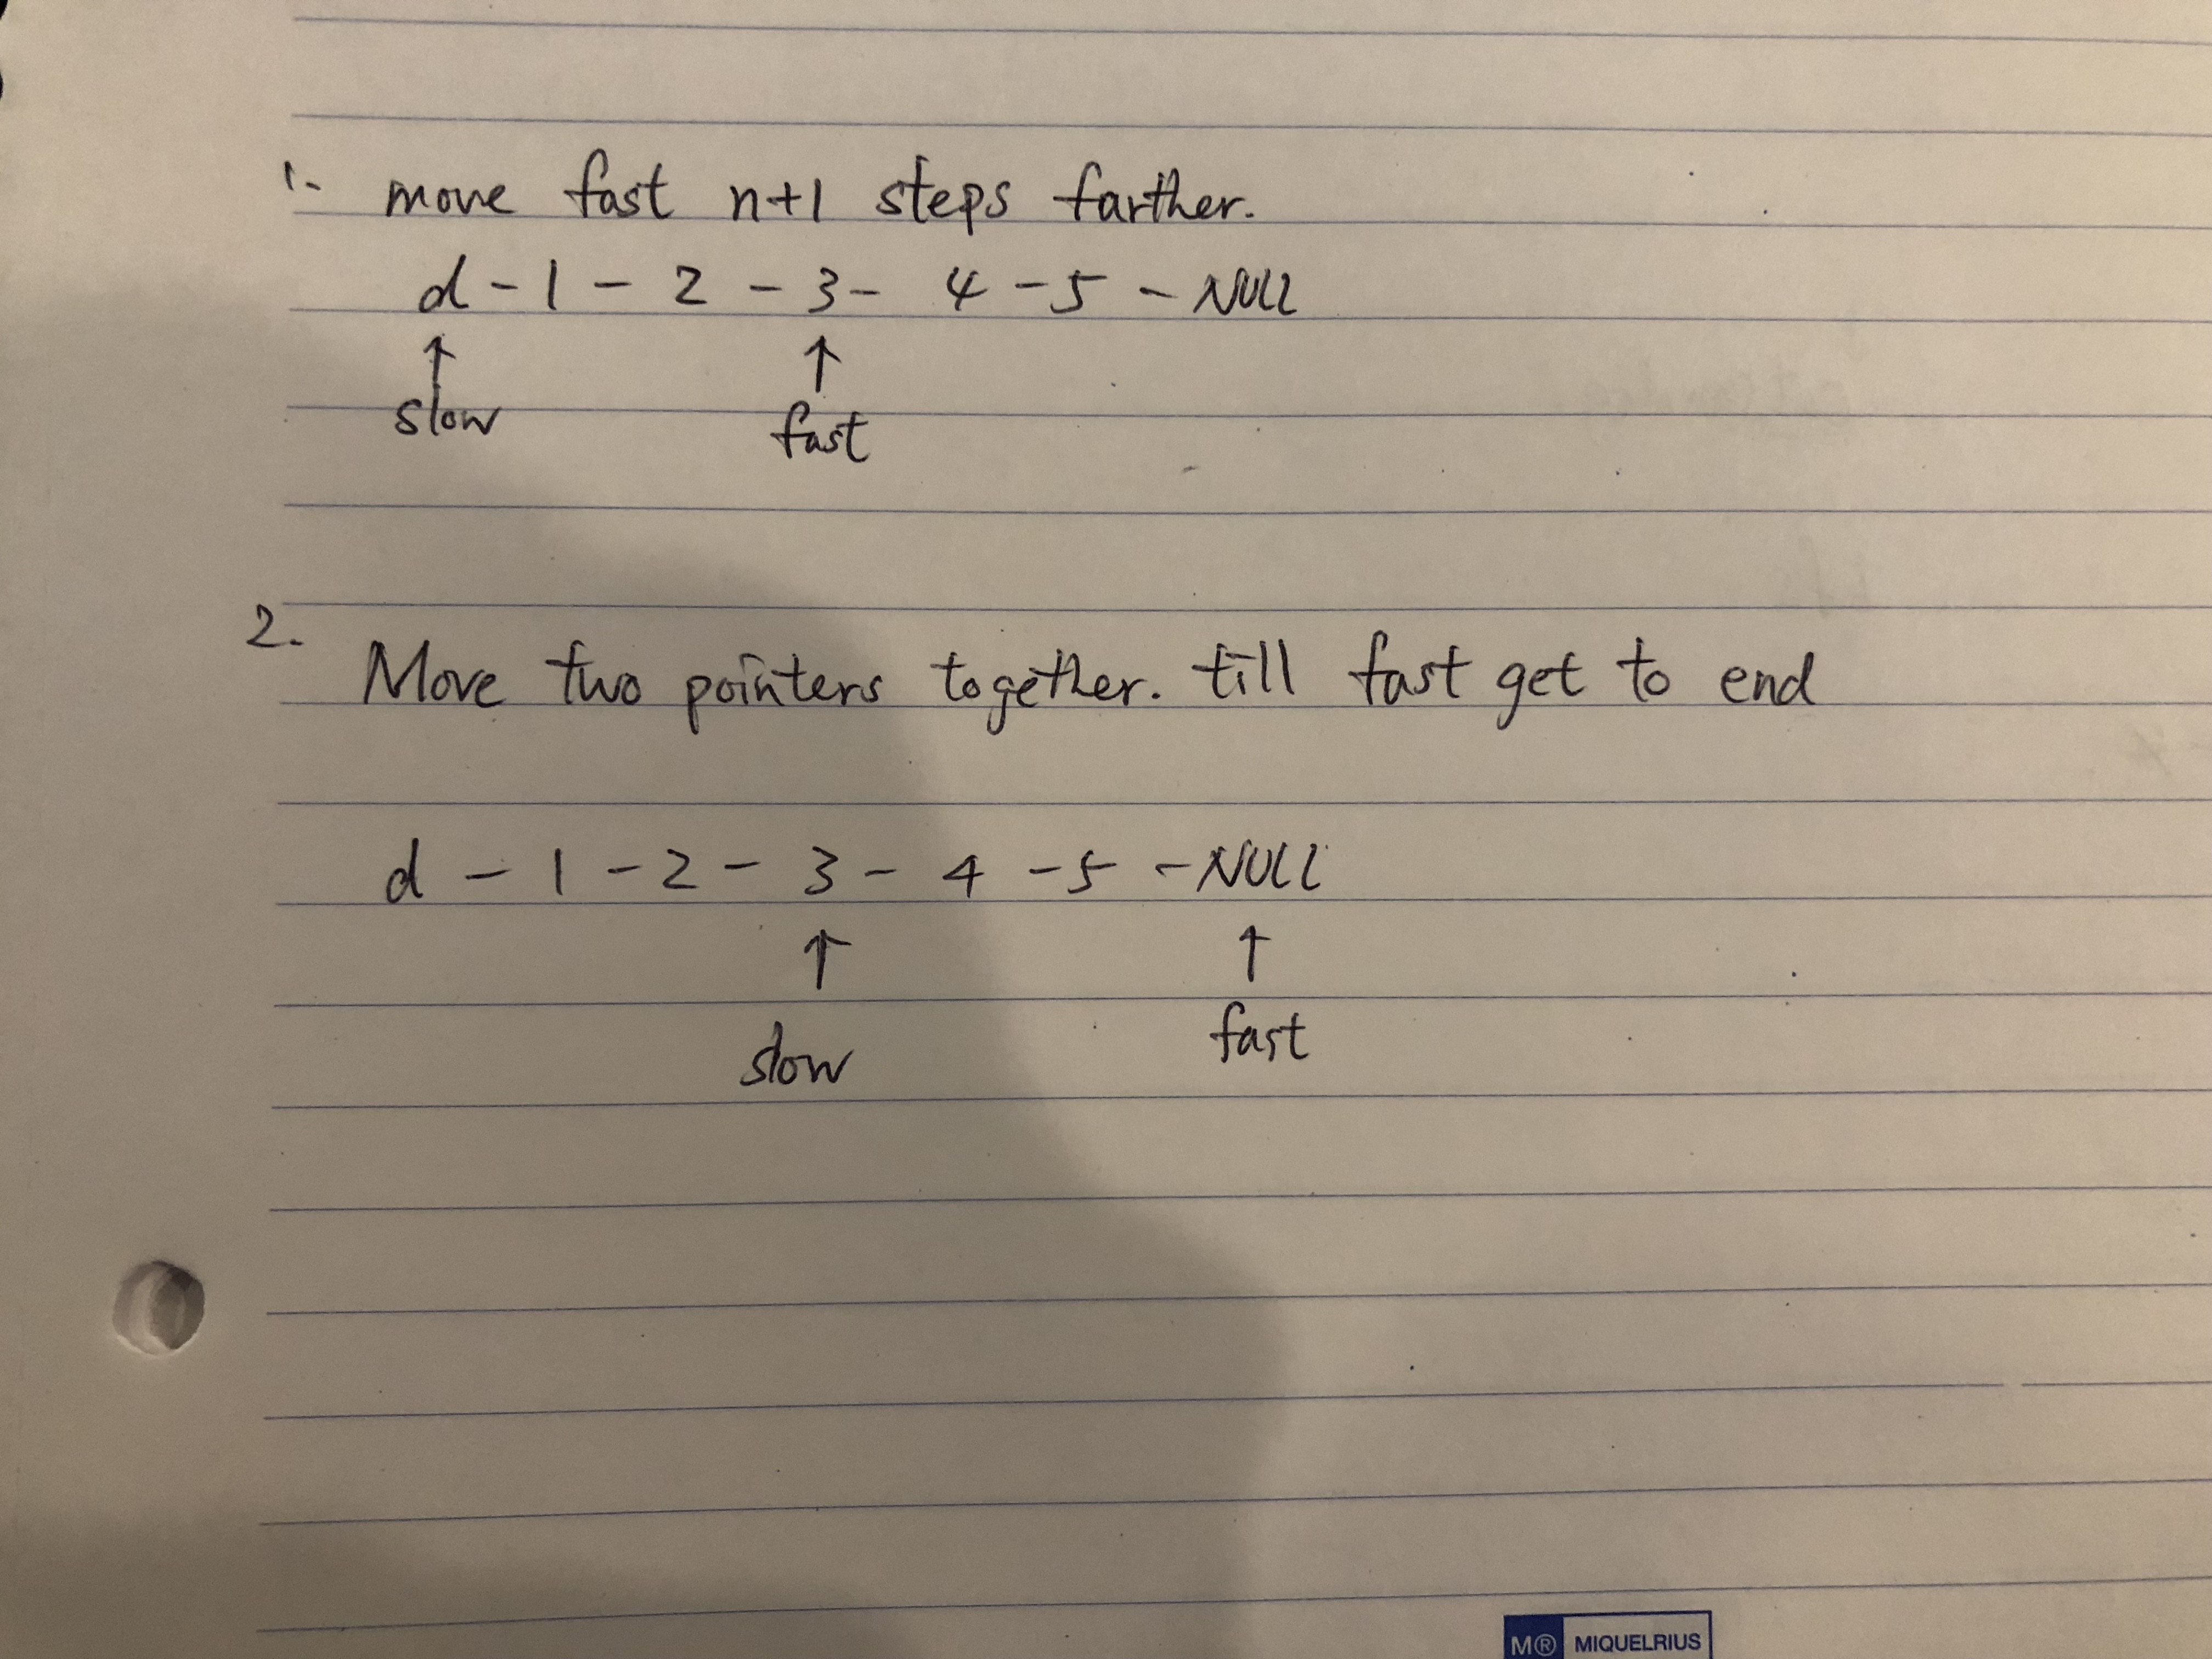 1. move fast n+1 steps farther.
d - 1 - 2 - 3 - 4 - 5 - NULL
↑ ↑
slow fast
2. Move two pointers together. till fast get to end
d - 1 - 2 - 3 - 4 - 5 - NULL
↑ ↑
slow fast
M® MIQUELRIUS